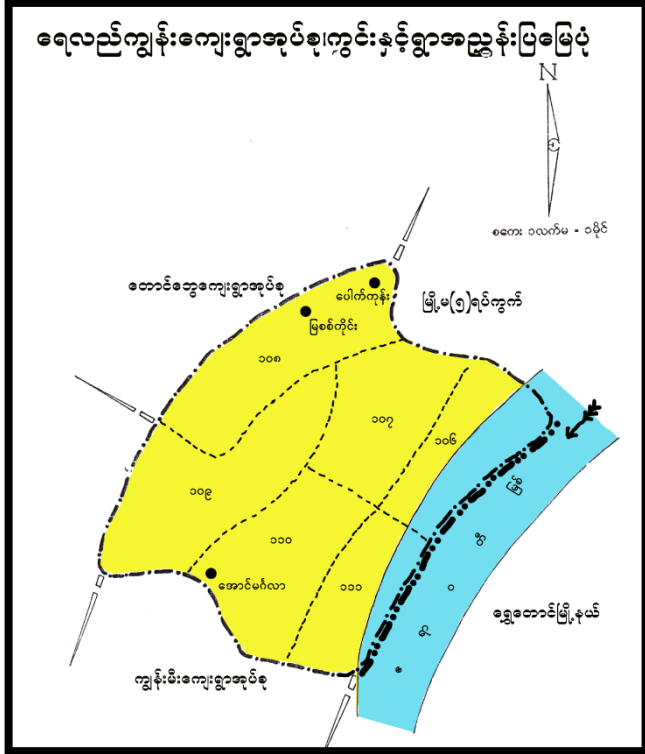 ရေလည်ကျွန်းကျေးရွာအုပ်စု၊ကွင်းနှင့်ရွာအညွှန်းပြမြေပုံ
N
စကေး ၁လက်မ - ၁မိုင်
တောင်ဘွေကျေးရွာအုပ်စု
ပေါက်ကုန်း
မြို့မ(၅)ရပ်ကွက်
မြစစ်ကိုင်း
၁၀၈
၁၀၇
၁၀၆
၁၀၉
၁၁၀
အောင်မင်္ဂလာ
၁၁၁
ရွှေတောင်မြို့နယ်
ကျွန်းမီးကျေးရွာအုပ်စု